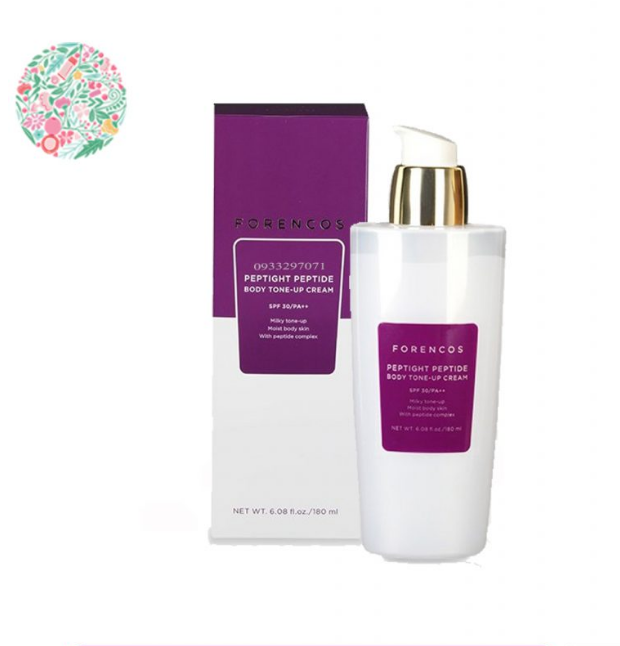 FORENCOS
0933297071
PEPTIGHT PEPTIDE
BODY TONE-UP CREAM
SPF 30/PA++
Milky tone-up
Moist body skin
With peptide complex
NET WT. 6.08 fl.oz./180 ml
FORENCOS
PEPTIGHT PEPTIDE
BODY TONE-UP CREAM
SPF 30/PA++
Milky tone-up
Moist body skin
With peptide complex
NET WT. 6.08 fl.oz./180 ml